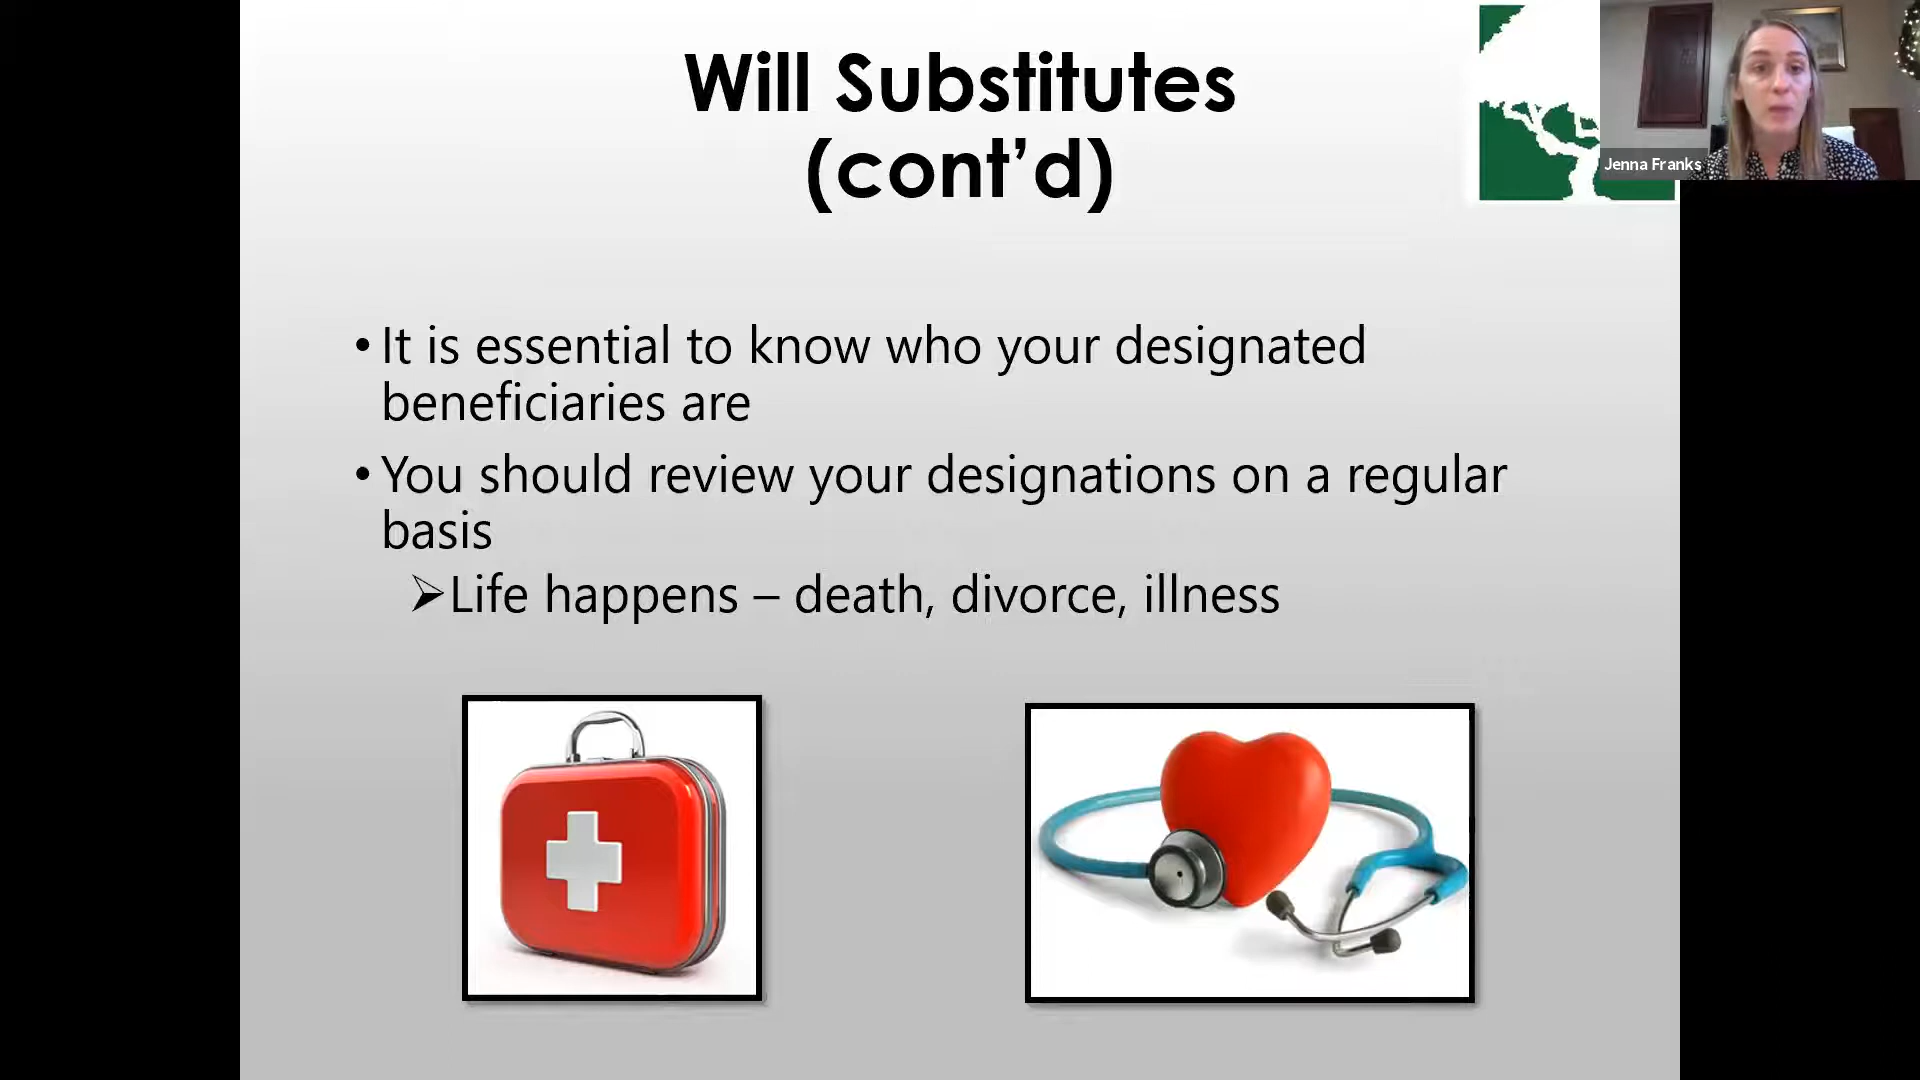 Will Substitutes
(cont’d)
Jenna Franks
• It is essential to know who your designated
beneficiaries are
• You should review your designations on a regular
basis
➢Life happens – death, divorce, illness